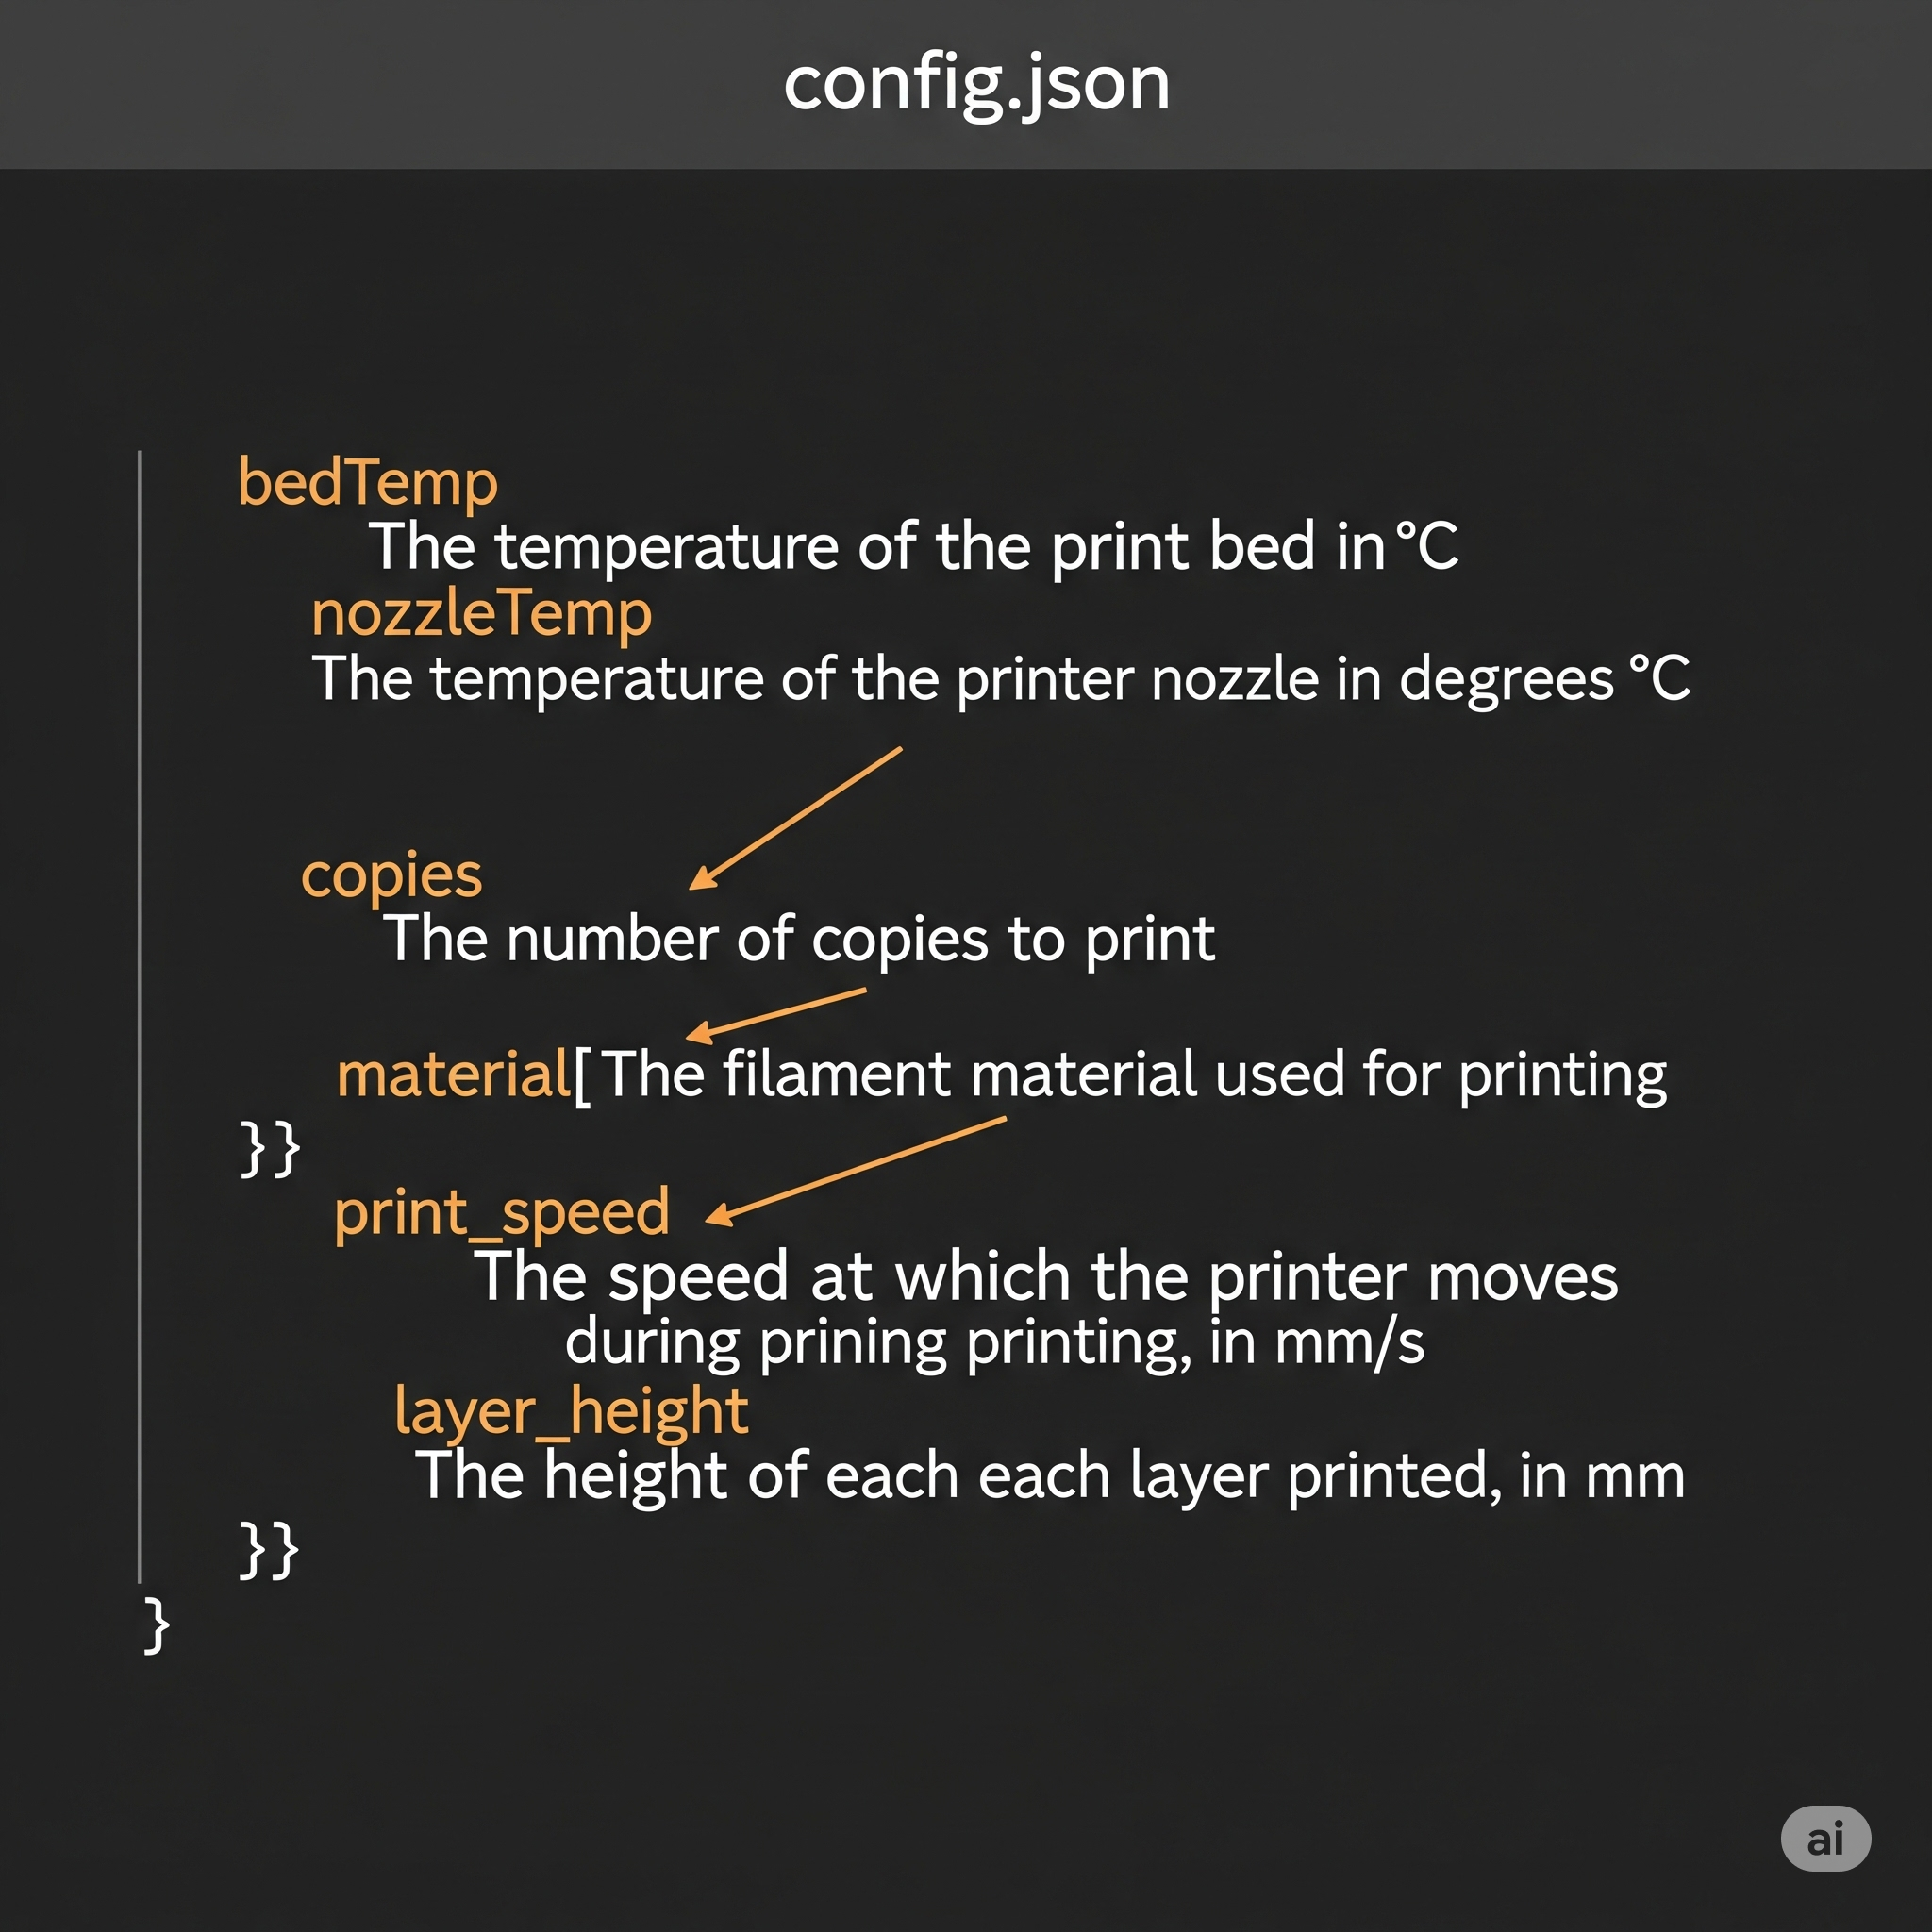 config.json
bedTemp
The temperature of the print bed in °C
nozzleTemp
The temperature of the printer nozzle in degrees °C
copies
The number of copies to print
material[ The filament material used for printing
}}
print_speed
The speed at which the printer moves
during prining printing, in mm/s
layer_height
The height of each each layer printed, in mm
}}
}
ai